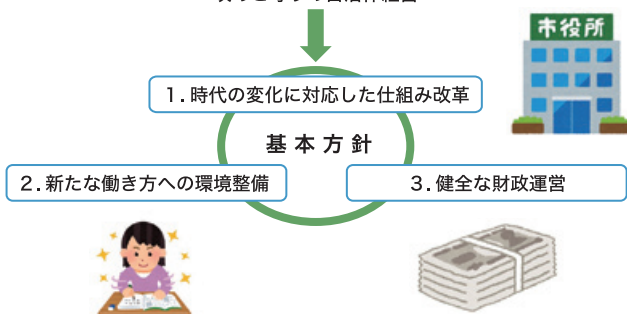 市役所
1.時代の変化に対応した仕組み改革
基本方針
2.新たな働き方への環境整備
3.健全な財政運営